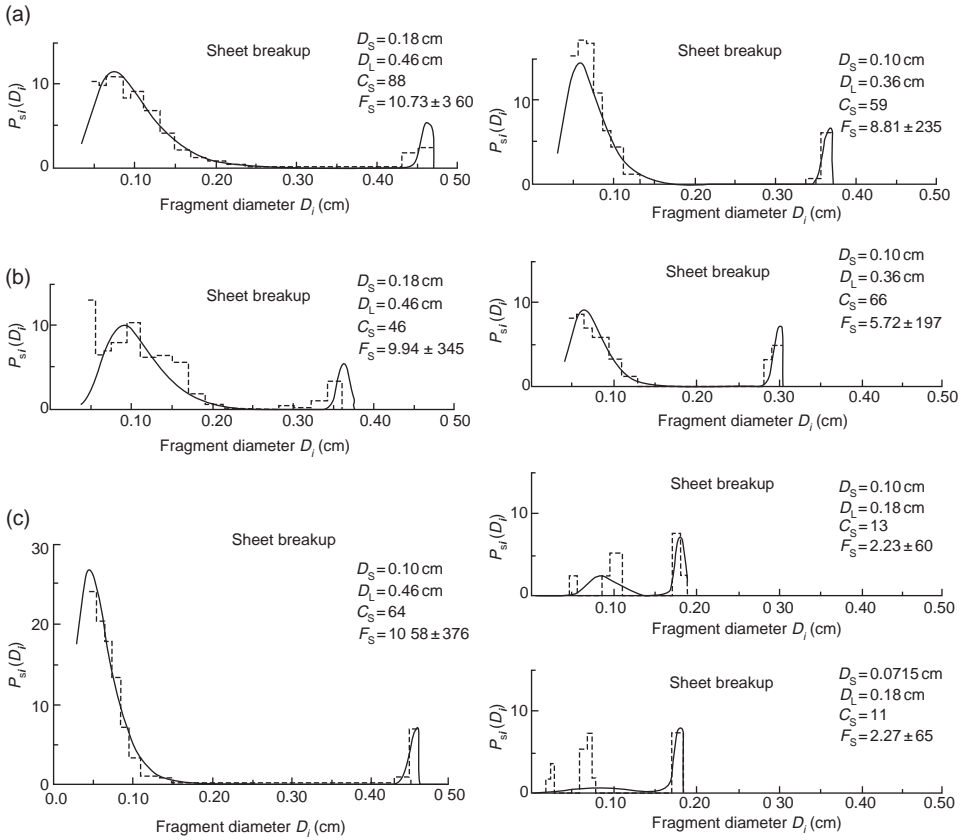 (a)
Sheet breakup
D_S = 0.18 cm
D_L = 0.46 cm
C_S = 88
F_S = 10.73 ± 3 60
P_si(D_i)
10
0
0.10 0.20 0.30 0.40 0 50
Fragment diameter D_i (cm)
Sheet breakup
D_S = 0.10 cm
D_L = 0.36 cm
C_S = 59
F_S = 8.81 ± 235
P_si(D_i)
10
0
0.10 0.20 0.30 0.40 0.50
Fragment diameter D_i (cm)
(b)
Sheet breakup
D_S = 0.18 cm
D_L = 0.46 cm
C_S = 46
F_S = 9.94 ± 345
P_si(D_i)
10
0
0.10 0.20 0.30 0.40 0.50
Fragment diameter D_i (cm)
Sheet breakup
D_S = 0.10 cm
D_L = 0.36 cm
C_S = 66
F_S = 5.72 ± 197
P_si(D_i)
10
0
0.10 0.20 0.30 0.40 0.50
Fragment diameter D_i (cm)
(c)
Sheet breakup
D_S = 0.10 cm
D_L = 0.46 cm
C_S = 64
F_S = 10 58 ± 376
P_si(D_i)
30
20
10
0
0.0 0.10 0.20 0.30 0.40 0.50
Fragment diameter D_i (cm)
Sheet breakup
D_S = 0.10 cm
D_L = 0.18 cm
C_S = 13
F_S = 2.23 ± 60
P_si(D_i)
10
0
0.10 0.20 0.30 0.40 0.50
Fragment diameter D_i (cm)
Sheet breakup
D_S = 0.0715 cm
D_L = 0.18 cm
C_S = 11
F_S = 2.27 ± 65
P_si(D_i)
10
0
0.10 0.20 0.30 0.40 0.50
Fragment diameter D_i (cm)